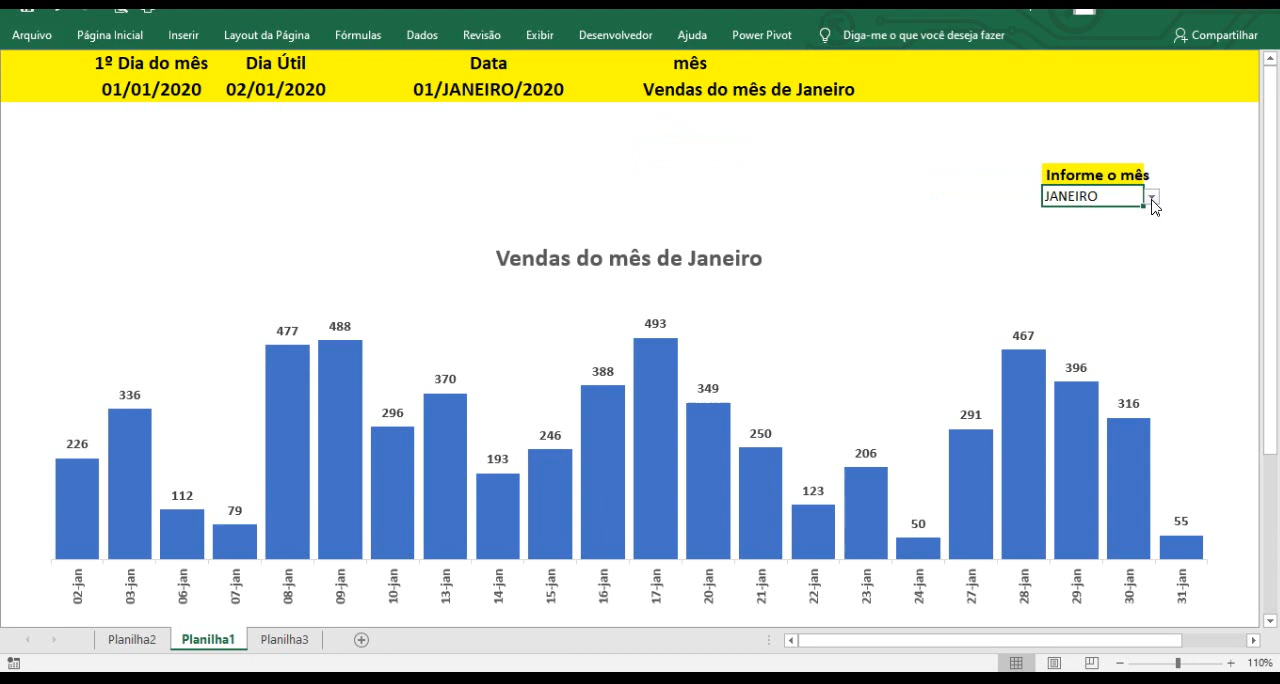 Arquivo Página Inicial Inserir Layout da Página Fórmulas Dados Revisão Exibir Desenvolvedor Ajuda Power Pivot Diga-me o que você deseja fazer Compartilhar
1º Dia do mês Dia Útil Data mês
01/01/2020 02/01/2020 01/JANEIRO/2020 Vendas do mês de Janeiro
Informe o mês
JANEIRO
Vendas do mês de Janeiro
226 336 112 79 477 488 296 370 193 246 388 493 349 250 123 206 50 291 467 396 316 55
02-jan 03-jan 06-jan 07-jan 08-jan 09-jan 10-jan 13-jan 14-jan 15-jan 16-jan 17-jan 20-jan 21-jan 22-jan 23-jan 24-jan 27-jan 28-jan 29-jan 30-jan 31-jan
Planilha2 Planilha1 Planilha3
110%